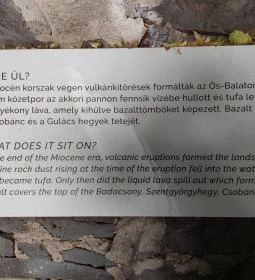 E ÜL?
océn korszak végén vulkánkitörések formálták az Ős-Balaton
m kőzetpor az akkori pannon fennsík vizébe hullott és tufa le
yékony láva, amely kihűlve bazalttömböket képezett. Bazalt
obánc és a Gulács hegyek tetejét.
AT DOES IT SIT ON?
e end of the Miocene era, volcanic eruptions formed the lands
ine rock dust rising at the time of the eruption fell into the wat
became tufa. Only then did the liquid lava spill out which form
ult covers the top of the Badacsony, Szentgyörgyhegy, Csobán